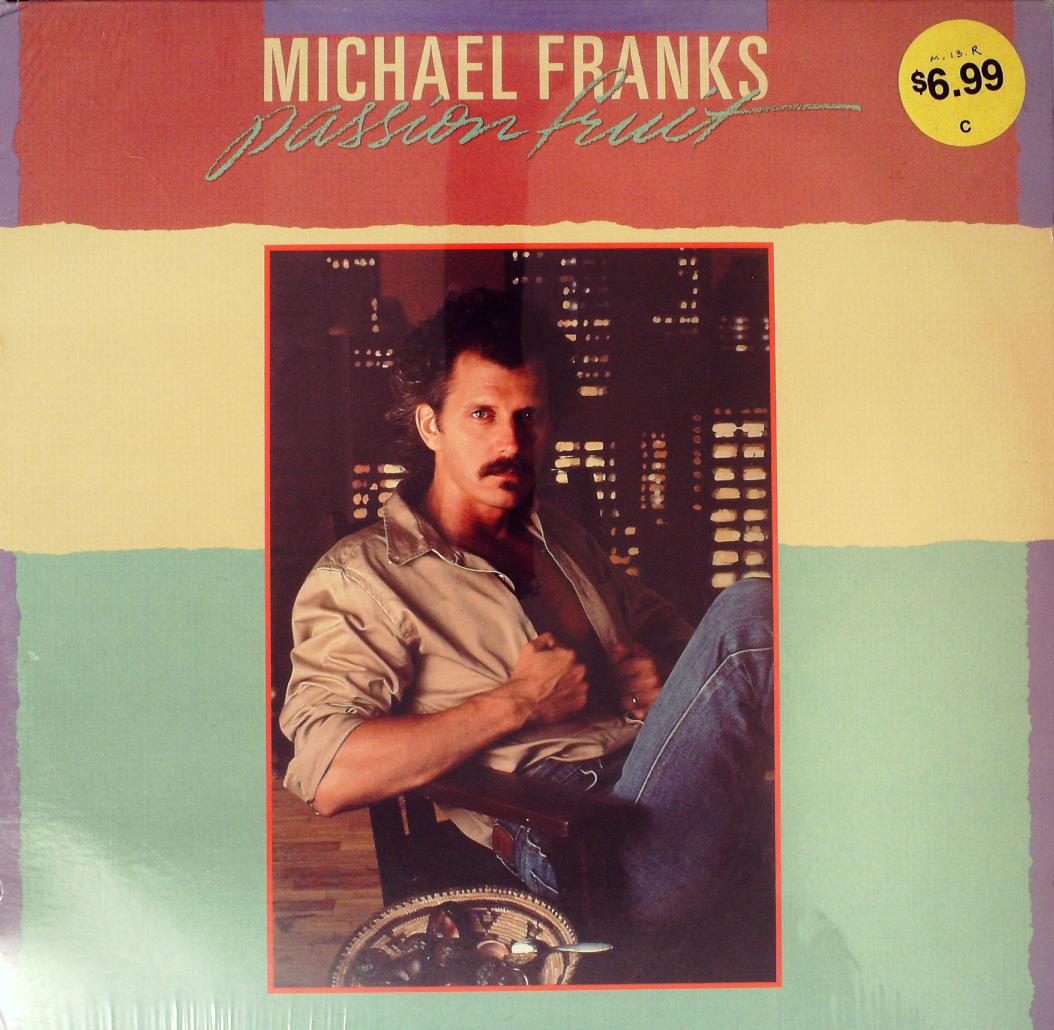 MICHAEL FRANKS
passion fruit
M. 13. R
$6.99
C